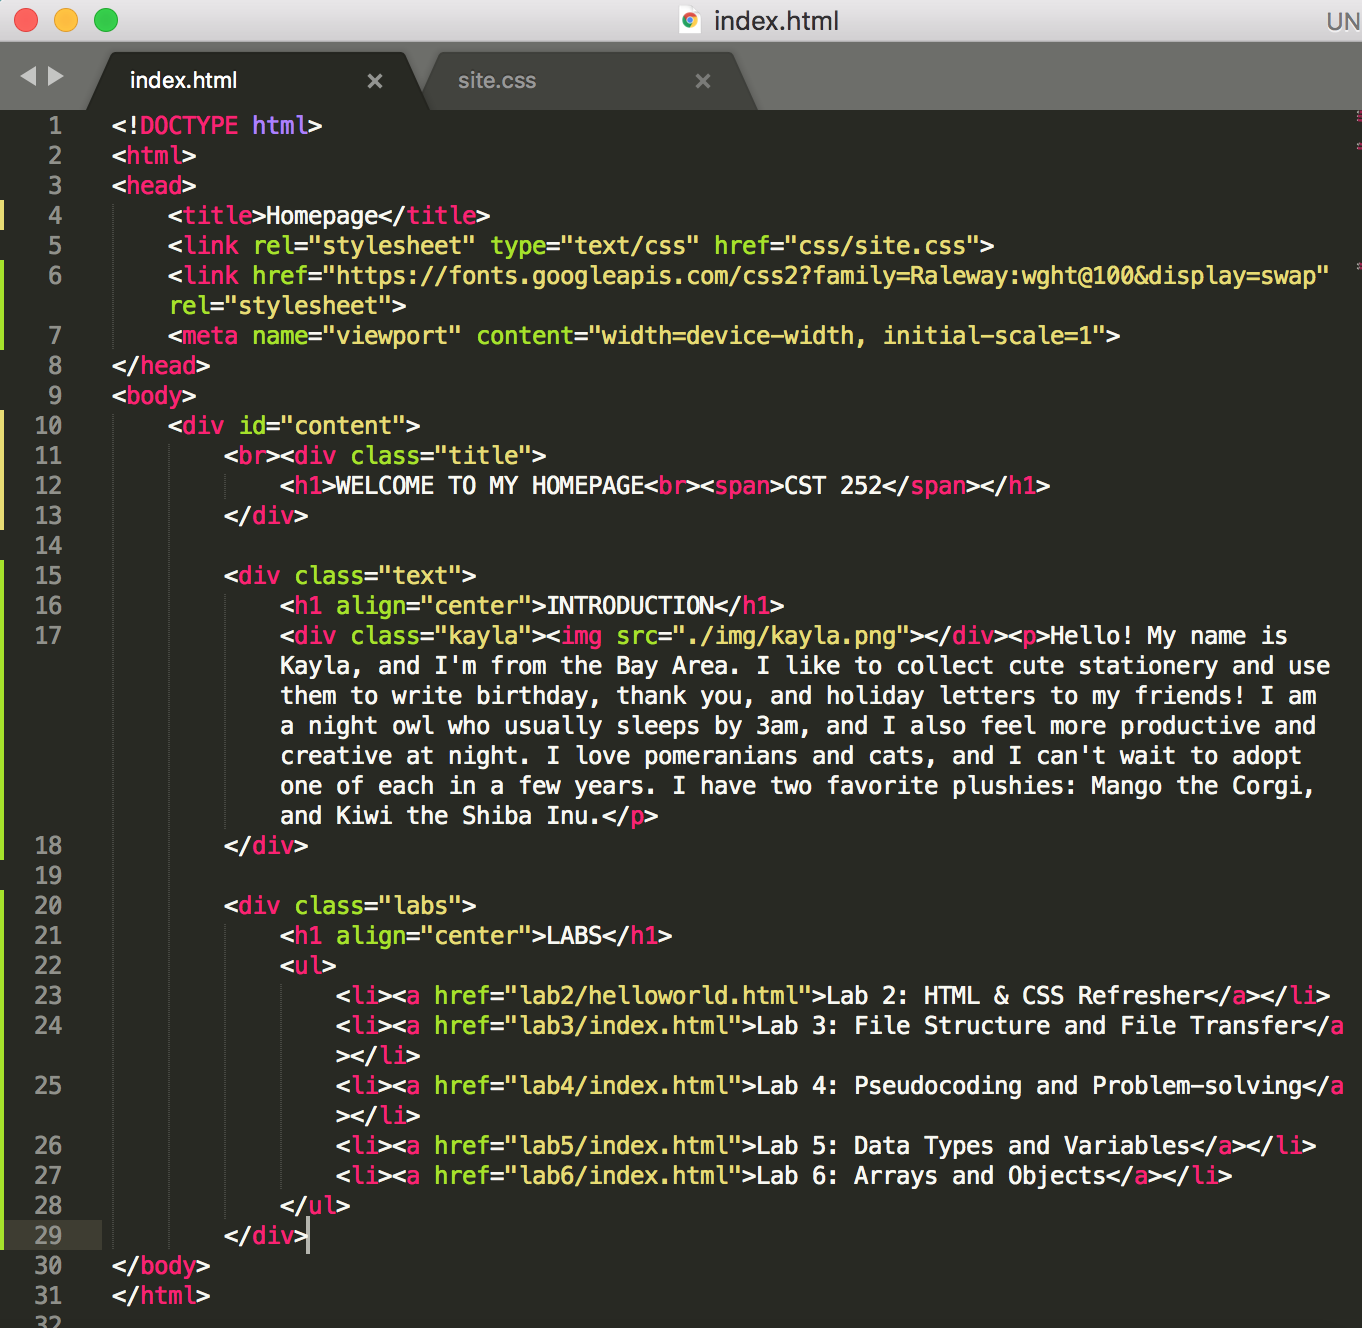 index.html
UN
index.html ×
site.css ×
1 <!DOCTYPE html>
2 <html>
3 <head>
4 <title>Homepage</title>
5 <link rel="stylesheet" type="text/css" href="css/site.css">
6 <link href="https://fonts.googleapis.com/css2?family=Raleway:wght@100&display=swap"
rel="stylesheet">
7 <meta name="viewport" content="width=device-width, initial-scale=1">
8 </head>
9 <body>
10 <div id="content">
11 <br><div class="title">
12 <h1>WELCOME TO MY HOMEPAGE<br><span>CST 252</span></h1>
13 </div>
14
15 <div class="text">
16 <h1 align="center">INTRODUCTION</h1>
17 <div class="kayla"><img src="./img/kayla.png"></div><p>Hello! My name is
Kayla, and I'm from the Bay Area. I like to collect cute stationery and use
them to write birthday, thank you, and holiday letters to my friends! I am
a night owl who usually sleeps by 3am, and I also feel more productive and
creative at night. I love pomeranians and cats, and I can't wait to adopt
one of each in a few years. I have two favorite plushies: Mango the Corgi,
and Kiwi the Shiba Inu.</p>
18 </div>
19
20 <div class="labs">
21 <h1 align="center">LABS</h1>
22 <ul>
23 <li><a href="lab2/helloworld.html">Lab 2: HTML & CSS Refresher</a></li>
24 <li><a href="lab3/index.html">Lab 3: File Structure and File Transfer</a
></li>
25 <li><a href="lab4/index.html">Lab 4: Pseudocoding and Problem-solving</a
></li>
26 <li><a href="lab5/index.html">Lab 5: Data Types and Variables</a></li>
27 <li><a href="lab6/index.html">Lab 6: Arrays and Objects</a></li>
28 </ul>
29 </div>
30 </body>
31 </html>
32